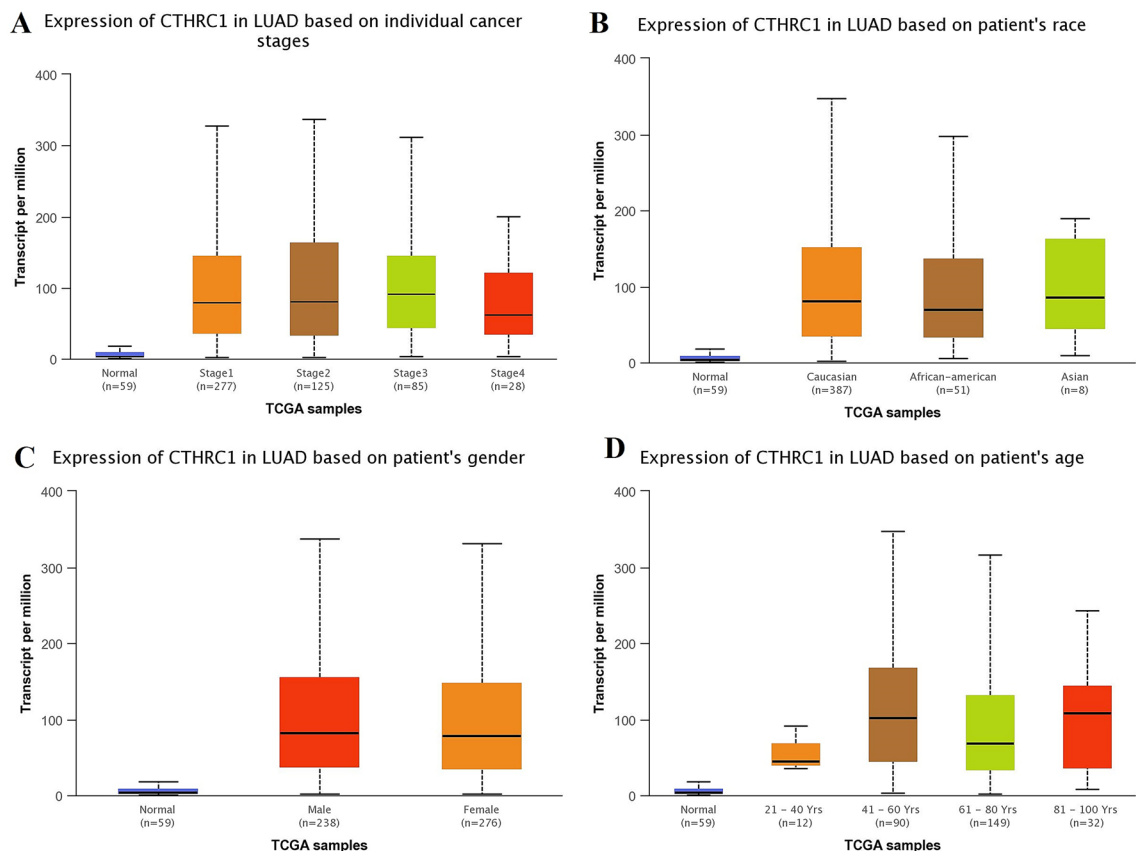 A
Expression of CTHRC1 in LUAD based on individual cancer
stages
Transcript per million
400
300
200
100
0
Normal
(n=59)
Stage1
(n=277)
Stage2
(n=125)
Stage3
(n=85)
Stage4
(n=28)
TCGA samples
B
Expression of CTHRC1 in LUAD based on patient's race
Transcript per million
400
300
200
100
0
Normal
(n=59)
Caucasian
(n=387)
African-american
(n=51)
Asian
(n=8)
TCGA samples
C
Expression of CTHRC1 in LUAD based on patient's gender
Transcript per million
400
300
200
100
0
Normal
(n=59)
Male
(n=238)
Female
(n=276)
TCGA samples
D
Expression of CTHRC1 in LUAD based on patient's age
Transcript per million
400
300
200
100
0
Normal
(n=59)
21 - 40 Yrs
(n=12)
41 - 60 Yrs
(n=90)
61 - 80 Yrs
(n=149)
81 - 100 Yrs
(n=32)
TCGA samples